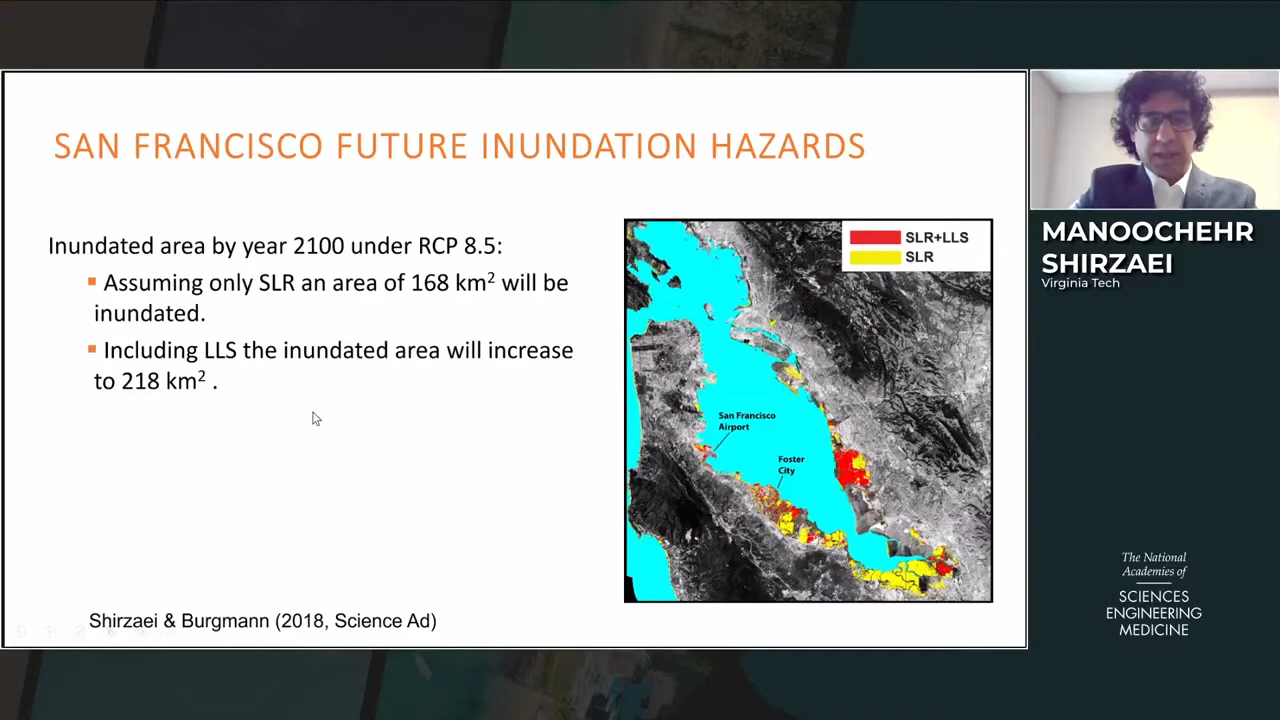 SAN FRANCISCO FUTURE INUNDATION HAZARDS
Inundated area by year 2100 under RCP 8.5:
▪ Assuming only SLR an area of 168 km² will be
inundated.
▪ Including LLS the inundated area will increase
to 218 km² .
SLR+LLS
SLR
San Francisco
Airport
Foster
City
Shirzaei & Burgmann (2018, Science Ad)
MANOOCHEHR
SHIRZAEI
Virginia Tech
The National
Academies of
SCIENCES
ENGINEERING
MEDICINE